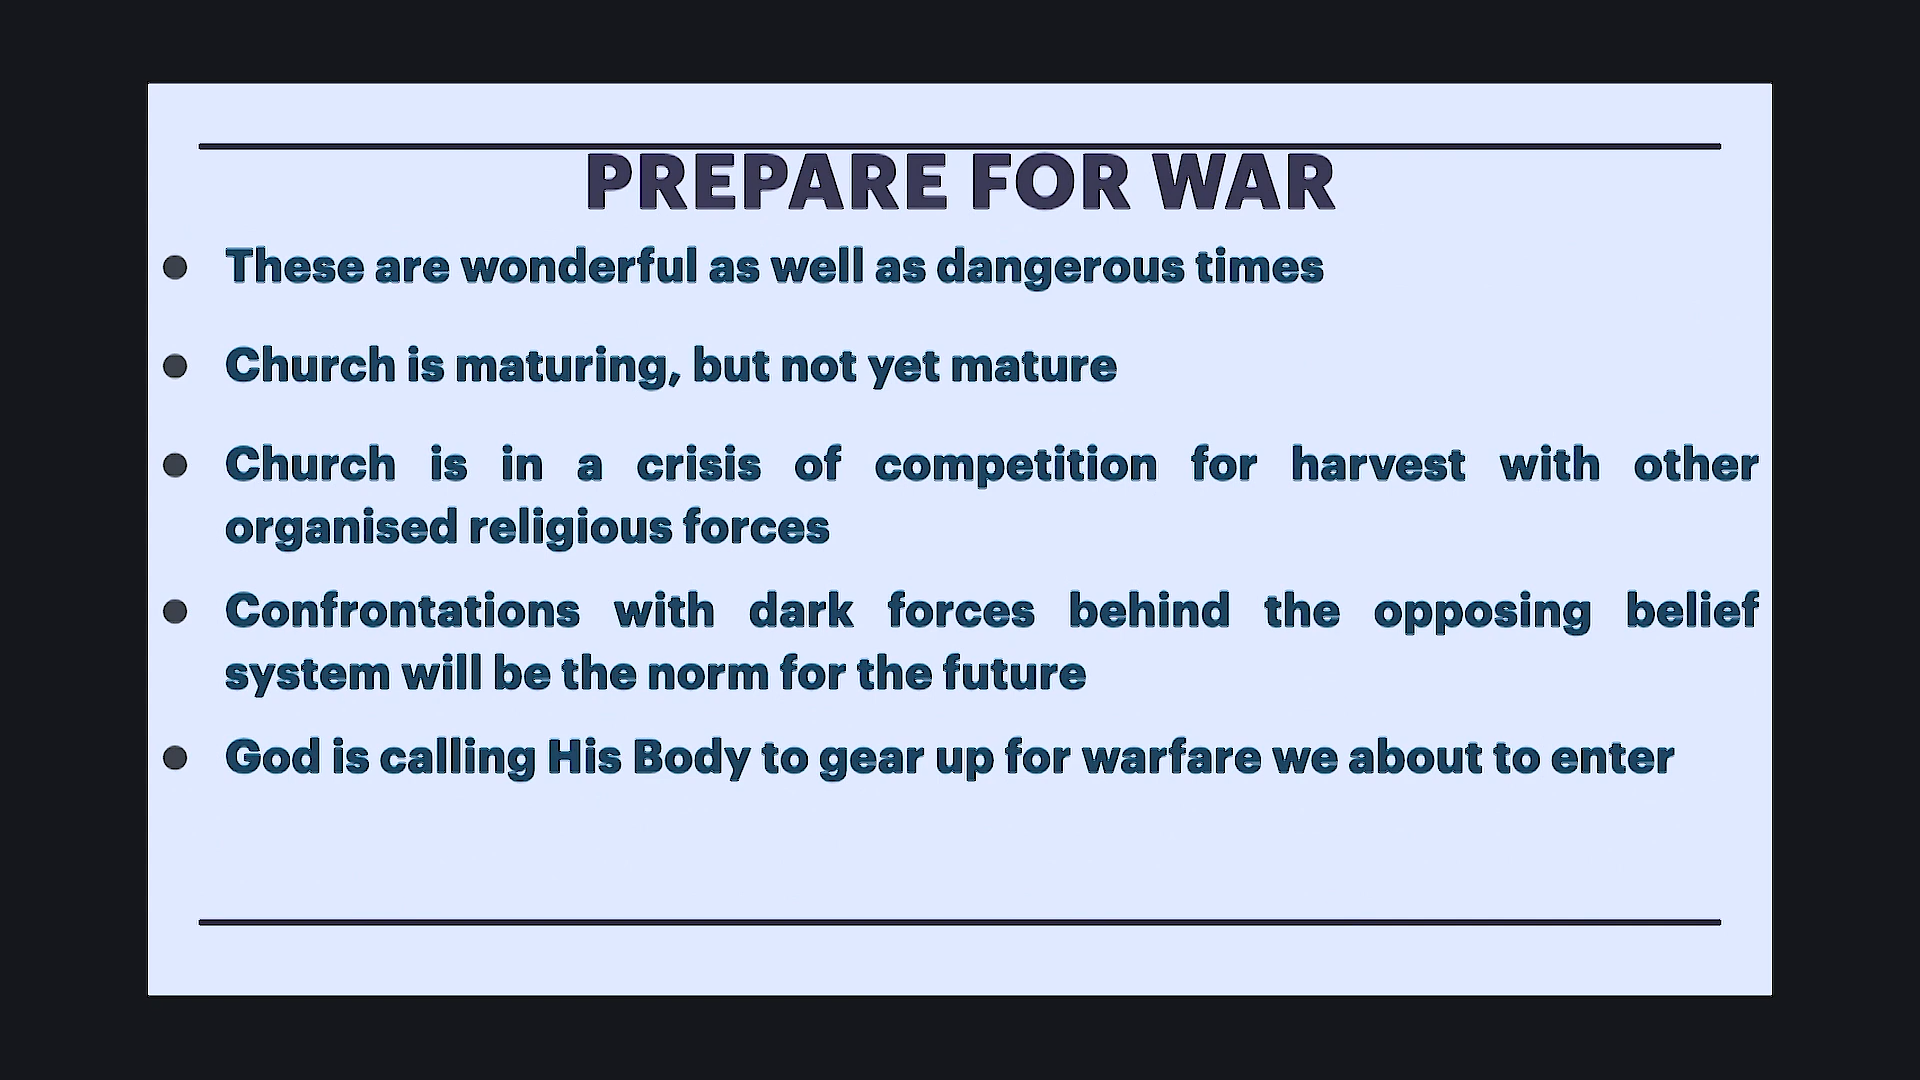 PREPARE FOR WAR
● These are wonderful as well as dangerous times
● Church is maturing, but not yet mature
● Church is in a crisis of competition for harvest with other
organised religious forces
● Confrontations with dark forces behind the opposing belief
system will be the norm for the future
● God is calling His Body to gear up for warfare we about to enter